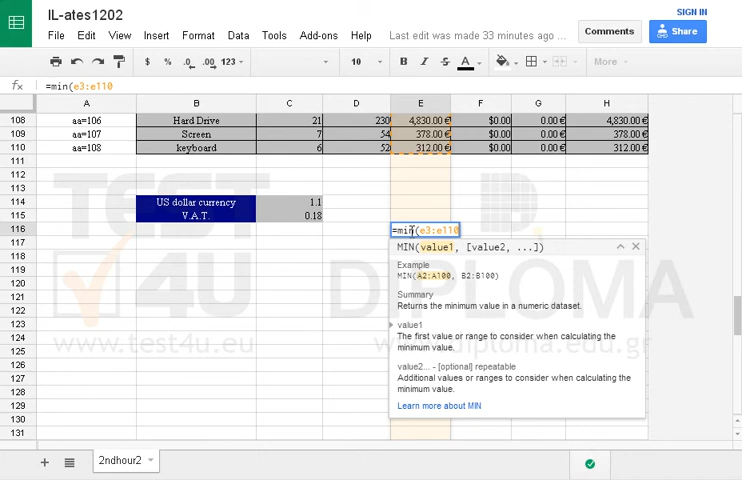 IL-ates1202
SIGN IN
File Edit View Insert Format Data Tools Add-ons Last edit was made 33 minutes ago ...
Comments
Share
$ % .0 .00 123 10 B I S A More
fx =min(e3:e110
A B C D E F G H
108 aa=106 Hard Drive 21 230 4,830.00 € $0.00 0.00 € 4,830.00 €
109 aa=107 Screen 7 54 378.00 € $0.00 0.00 € 378.00 €
110 aa=108 keyboard 6 52 312.00 € $0.00 0.00 € 312.00 €
111
112
113
114 US dollar currency 1.1
115 V.A.T. 0.18
116 =min(e3:e110
117 MIN(value1, [value2, ...])
118
119 Example
MIN(A2:A100, B2:B100)
120
121 Summary
Returns the minimum value in a numeric dataset.
122
123 value1
124 The first value or range to consider when calculating the
minimum value.
125
126 value2... - [optional] repeatable
127 Additional values or ranges to consider when calculating the
minimum value.
128
129 Learn more about MIN
130
131
TEST4U DIPLOMA
www.test4u.eu www.diploma.edu.gr
2ndhour2